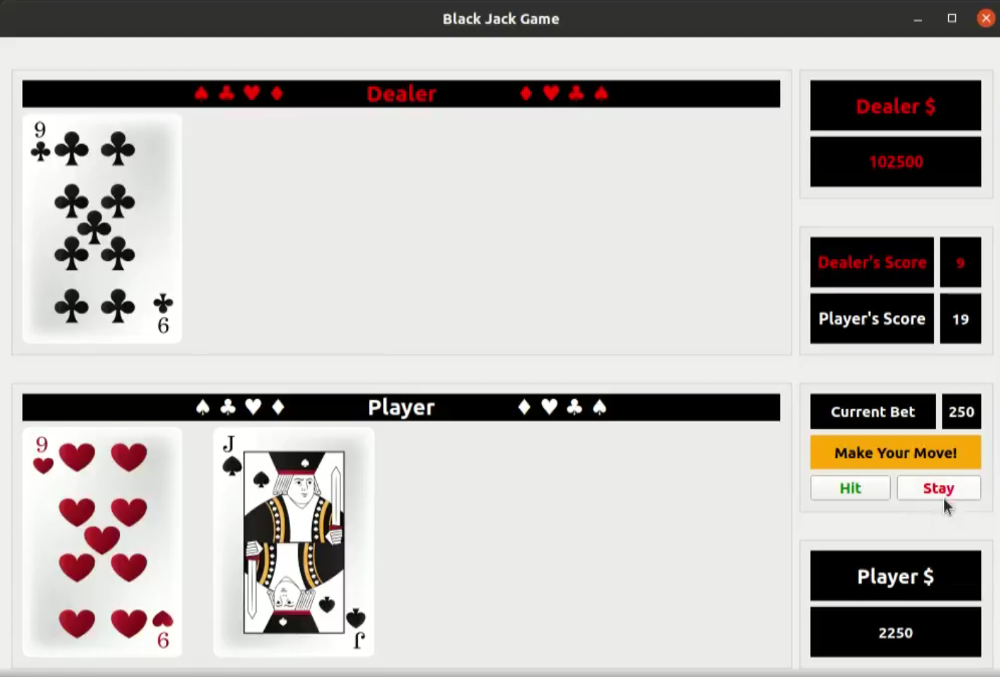 Black Jack Game
♠ ♣ ♥ ♦ Dealer ♦ ♥ ♣ ♠
9
6
Dealer $
102500
Dealer's Score 9
Player's Score 19
♠ ♣ ♥ ♦ Player ♦ ♥ ♣ ♠
9
9
J
J
Current Bet 250
Make Your Move!
Hit Stay
Player $
2250